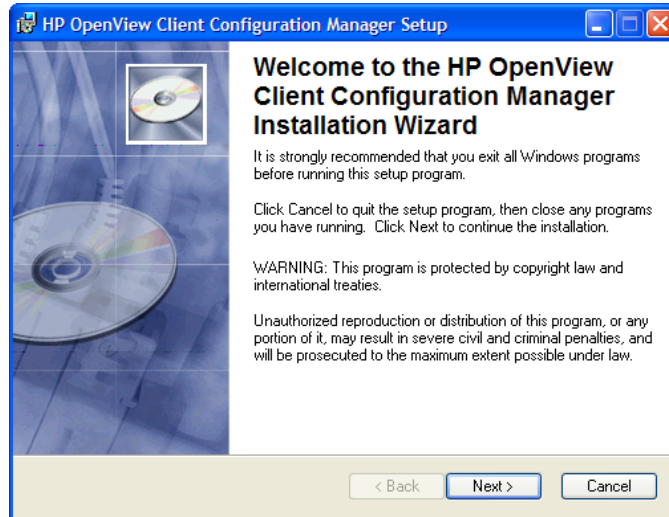 HP OpenView Client Configuration Manager Setup
Welcome to the HP OpenView
Client Configuration Manager
Installation Wizard
It is strongly recommended that you exit all Windows programs
before running this setup program.
Click Cancel to quit the setup program, then close any programs
you have running. Click Next to continue the installation.
WARNING: This program is protected by copyright law and
international treaties.
Unauthorized reproduction or distribution of this program, or any
portion of it, may result in severe civil and criminal penalties, and
will be prosecuted to the maximum extent possible under law.
< Back Next > Cancel